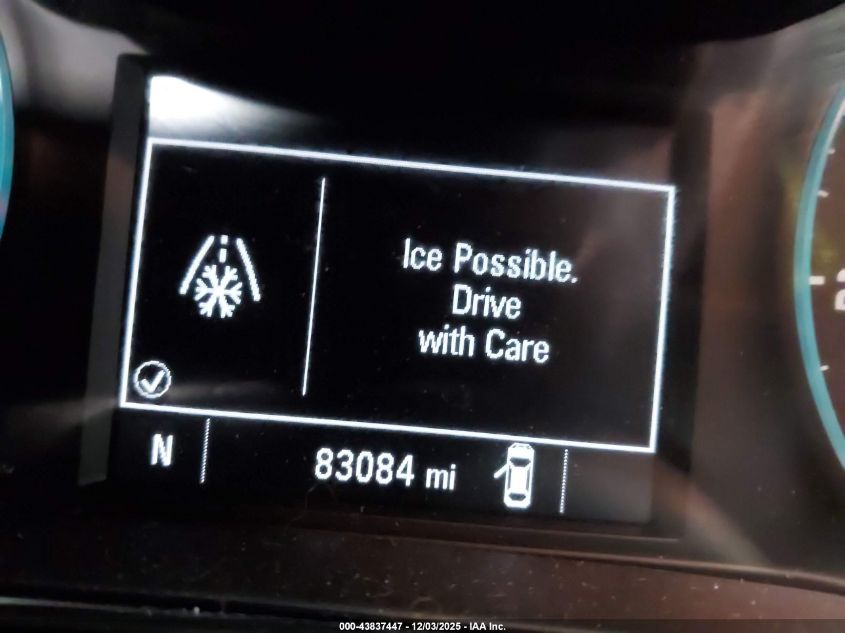 Ice Possible.
Drive
with Care
N
83084 mi
000-43837447 - 12/03/2025 - IAA Inc.